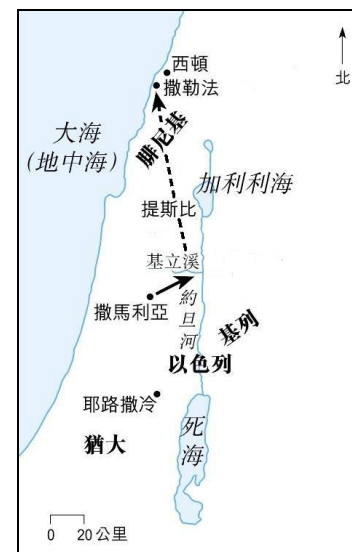 西頓
撒勒法
北
大海
(地中海)
腓尼基
加利利海
提斯比
基立溪
撒馬利亞
約旦河
基列
以色列
耶路撒冷
死海
猶大
0 20公里